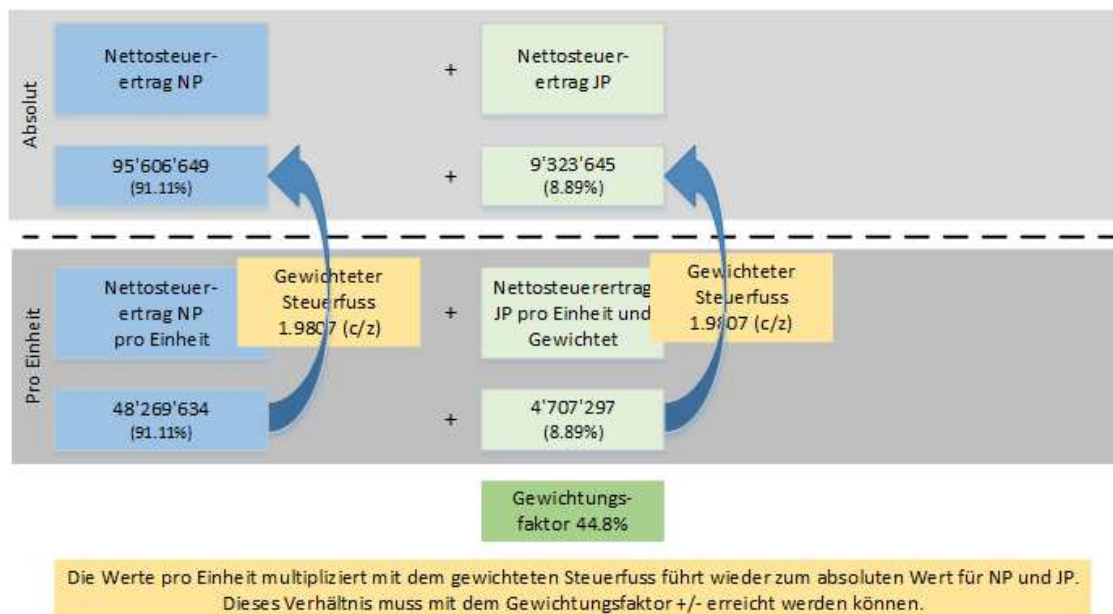 Absolut
Nettosteuer-
ertrag NP
+
Nettosteuer-
ertrag JP
95'606'649
(91.11%)
+
9'323'645
(8.89%)
Pro Einheit
Nettosteuer-
ertrag NP
pro Einheit
Gewichteter
Steuerfuss
1.9807 (c/z)
+
Nettosteuerertrag
JP pro Einheit und
Gewichtet
Gewichteter
Steuerfuss
1.9807 (c/z)
48'269'634
(91.11%)
+
4'707'297
(8.89%)
Gewichtungs-
faktor 44.8%
Die Werte pro Einheit multipliziert mit dem gewichteten Steuerfuss führt wieder zum absoluten Wert für NP und JP.
Dieses Verhältnis muss mit dem Gewichtungsfaktor +/- erreicht werden können.